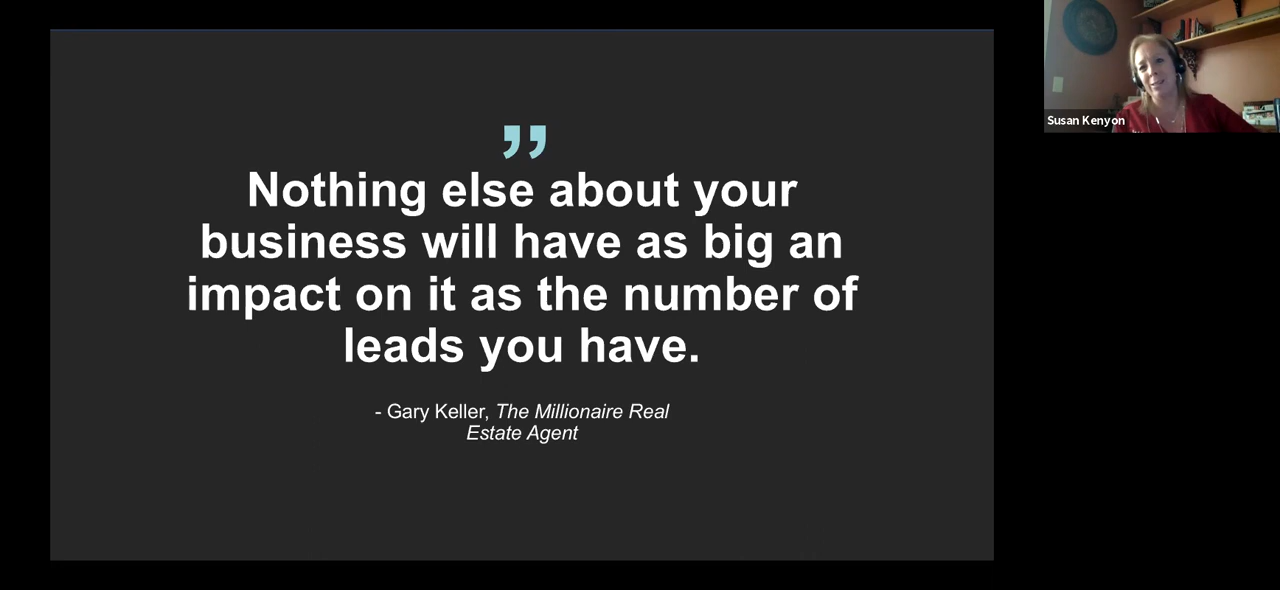 ”
Nothing else about your
business will have as big an
impact on it as the number of
leads you have.
- Gary Keller, The Millionaire Real
Estate Agent
Susan Kenyon